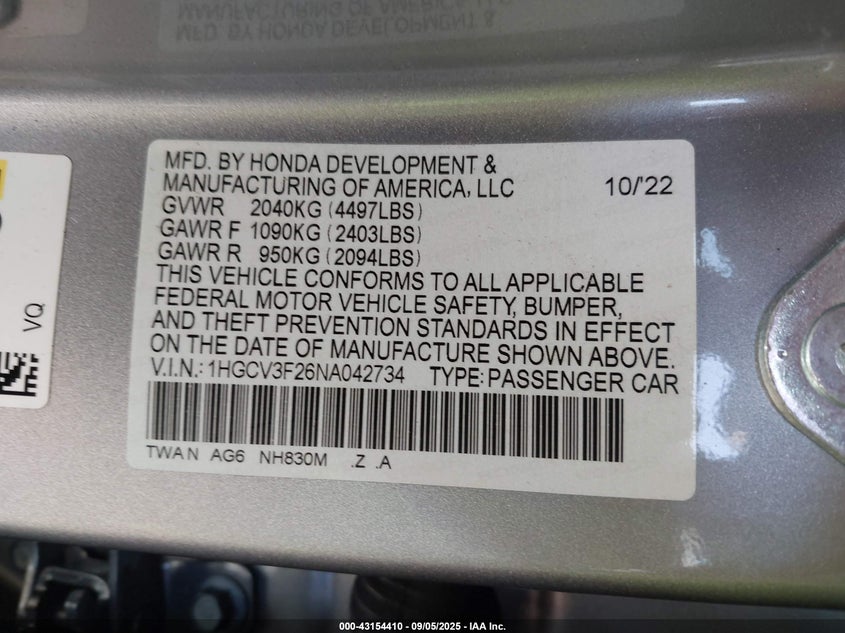 MFD. BY HONDA DEVELOPMENT &
MANUFACTURING OF AMERICA, LLC 10/'22
GVWR 2040KG (4497LBS)
GAWR F 1090KG (2403LBS)
GAWR R 950KG (2094LBS)
THIS VEHICLE CONFORMS TO ALL APPLICABLE
FEDERAL MOTOR VEHICLE SAFETY, BUMPER,
AND THEFT PREVENTION STANDARDS IN EFFECT
ON THE DATE OF MANUFACTURE SHOWN ABOVE.
V.I.N.: 1HGCV3F26NA042734 TYPE: PASSENGER CAR
TWA N AG6 NH830M .Z .A
VQ
000-43154410 - 09/05/2025 - IAA Inc.